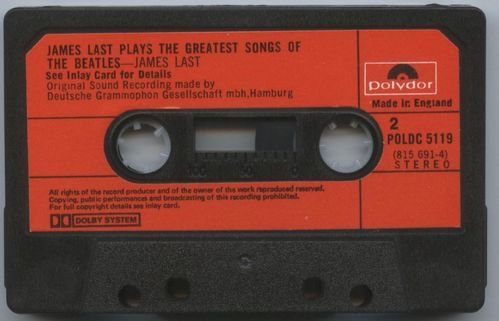 JAMES LAST PLAYS THE GREATEST SONGS OF
THE BEATLES—JAMES LAST
See Inlay Card for Details
Original Sound Recording made by
Deutsche Grammophon Gesellschaft mbh, Hamburg
polydor
Made in England
2
POLDC 5119
(815 691-4)
STEREO
100 50 0
All rights of the record producer and of the owner of the work reproduced reserved.
Copying, public performances and broadcasting of this recording prohibited.
For full copyright details see inlay card.
DOLBY SYSTEM